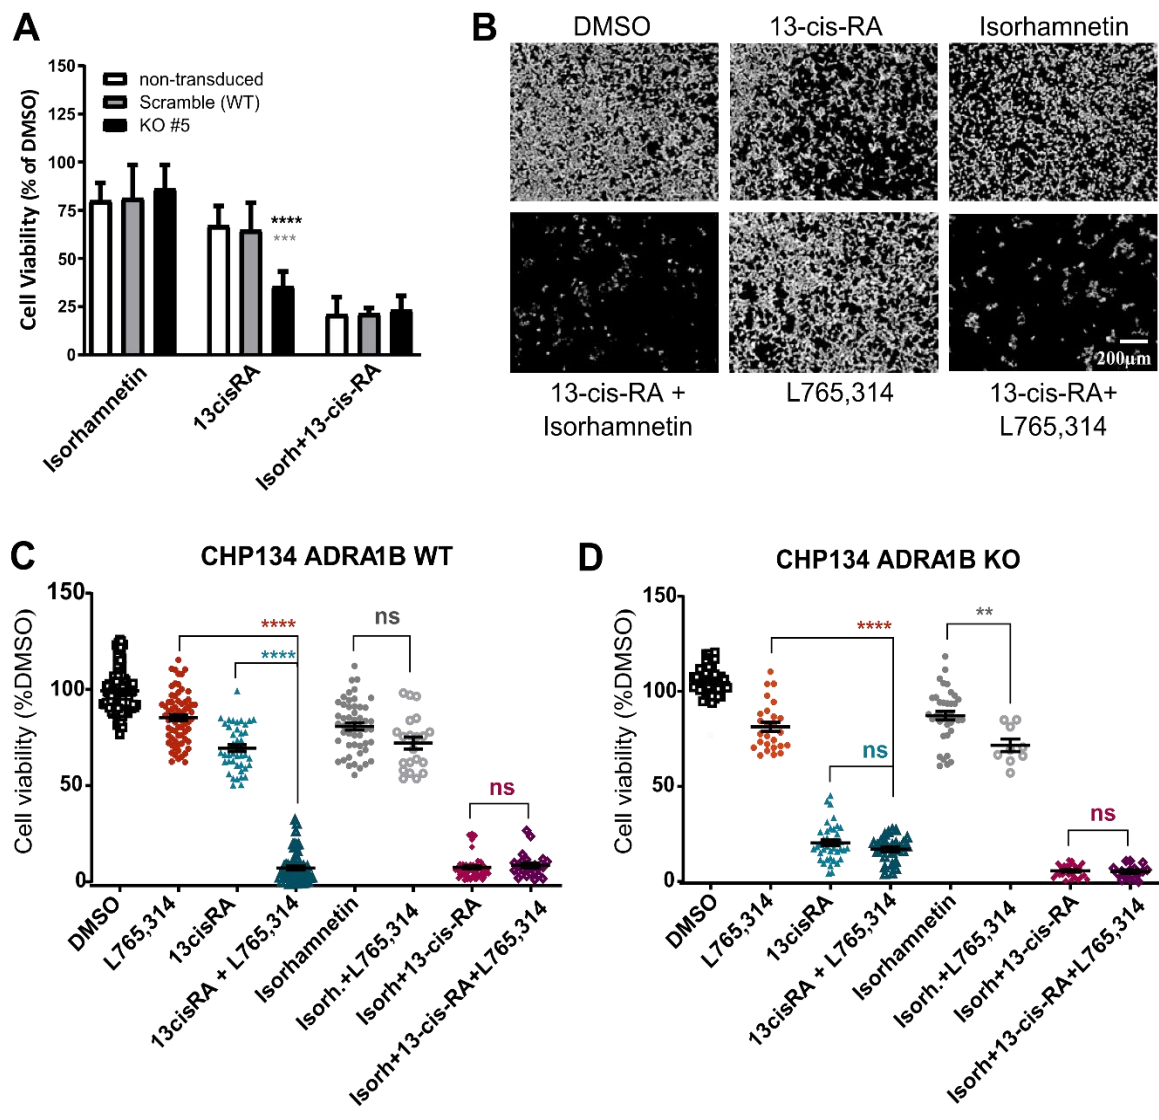 A
150
125
100
75
50
25
0
Cell Viability (% of DMSO)
non-transduced
Scramble (WT)
KO #5
****
***
Isorhamnetin
13cisRA
Isorh+13-cis-RA
B
DMSO
13-cis-RA
Isorhamnetin
200µm
13-cis-RA +
Isorhamnetin
L765,314
13-cis-RA+
L765,314
C
CHP134 ADRA1B WT
150
100
50
0
Cell viability (%DMSO)
****
****
ns
ns
DMSO
L765,314
13cisRA
13cisRA + L765,314
Isorhamnetin
Isorh.+L765,314
Isorh+13-cis-RA
Isorh+13-cis-RA+L765,314
D
CHP134 ADRA1B KO
150
100
50
0
Cell viability (%DMSO)
****
ns
**
ns
DMSO
L765,314
13cisRA
13cisRA + L765,314
Isorhamnetin
Isorh.+L765,314
Isorh+13-cis-RA
Isorh+13-cis-RA+L765,314